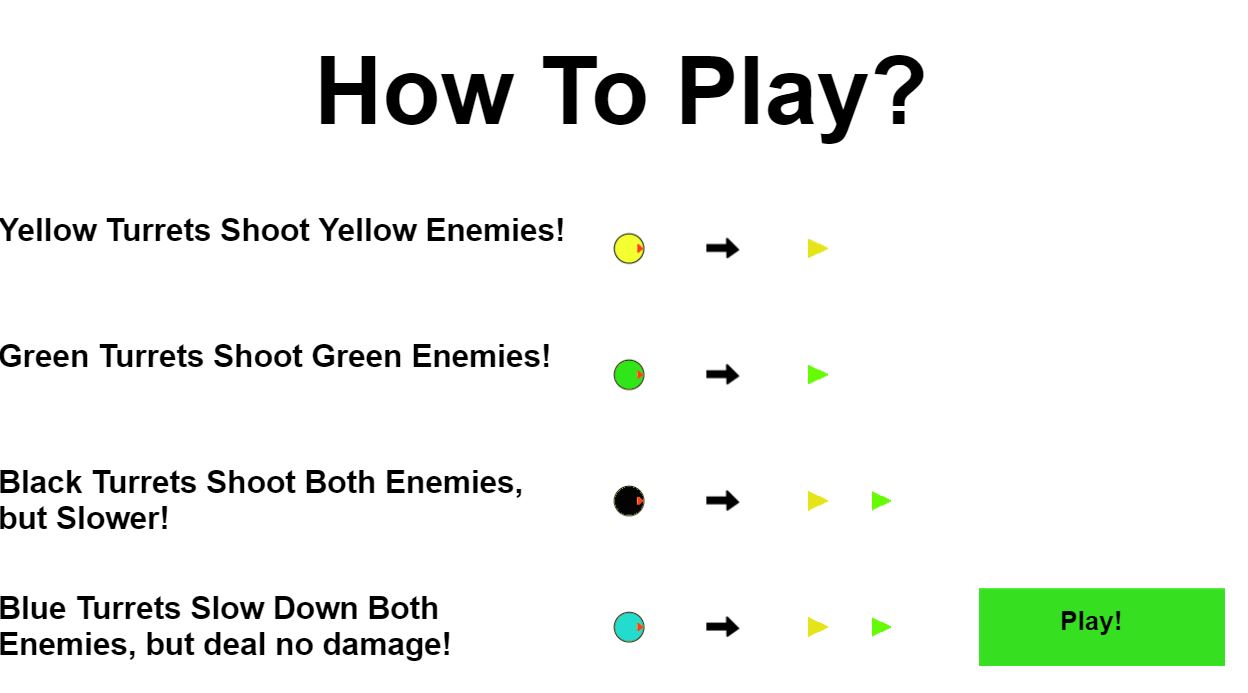 How To Play?
Yellow Turrets Shoot Yellow Enemies!
Green Turrets Shoot Green Enemies!
Black Turrets Shoot Both Enemies,
but Slower!
Blue Turrets Slow Down Both
Enemies, but deal no damage!
Play!